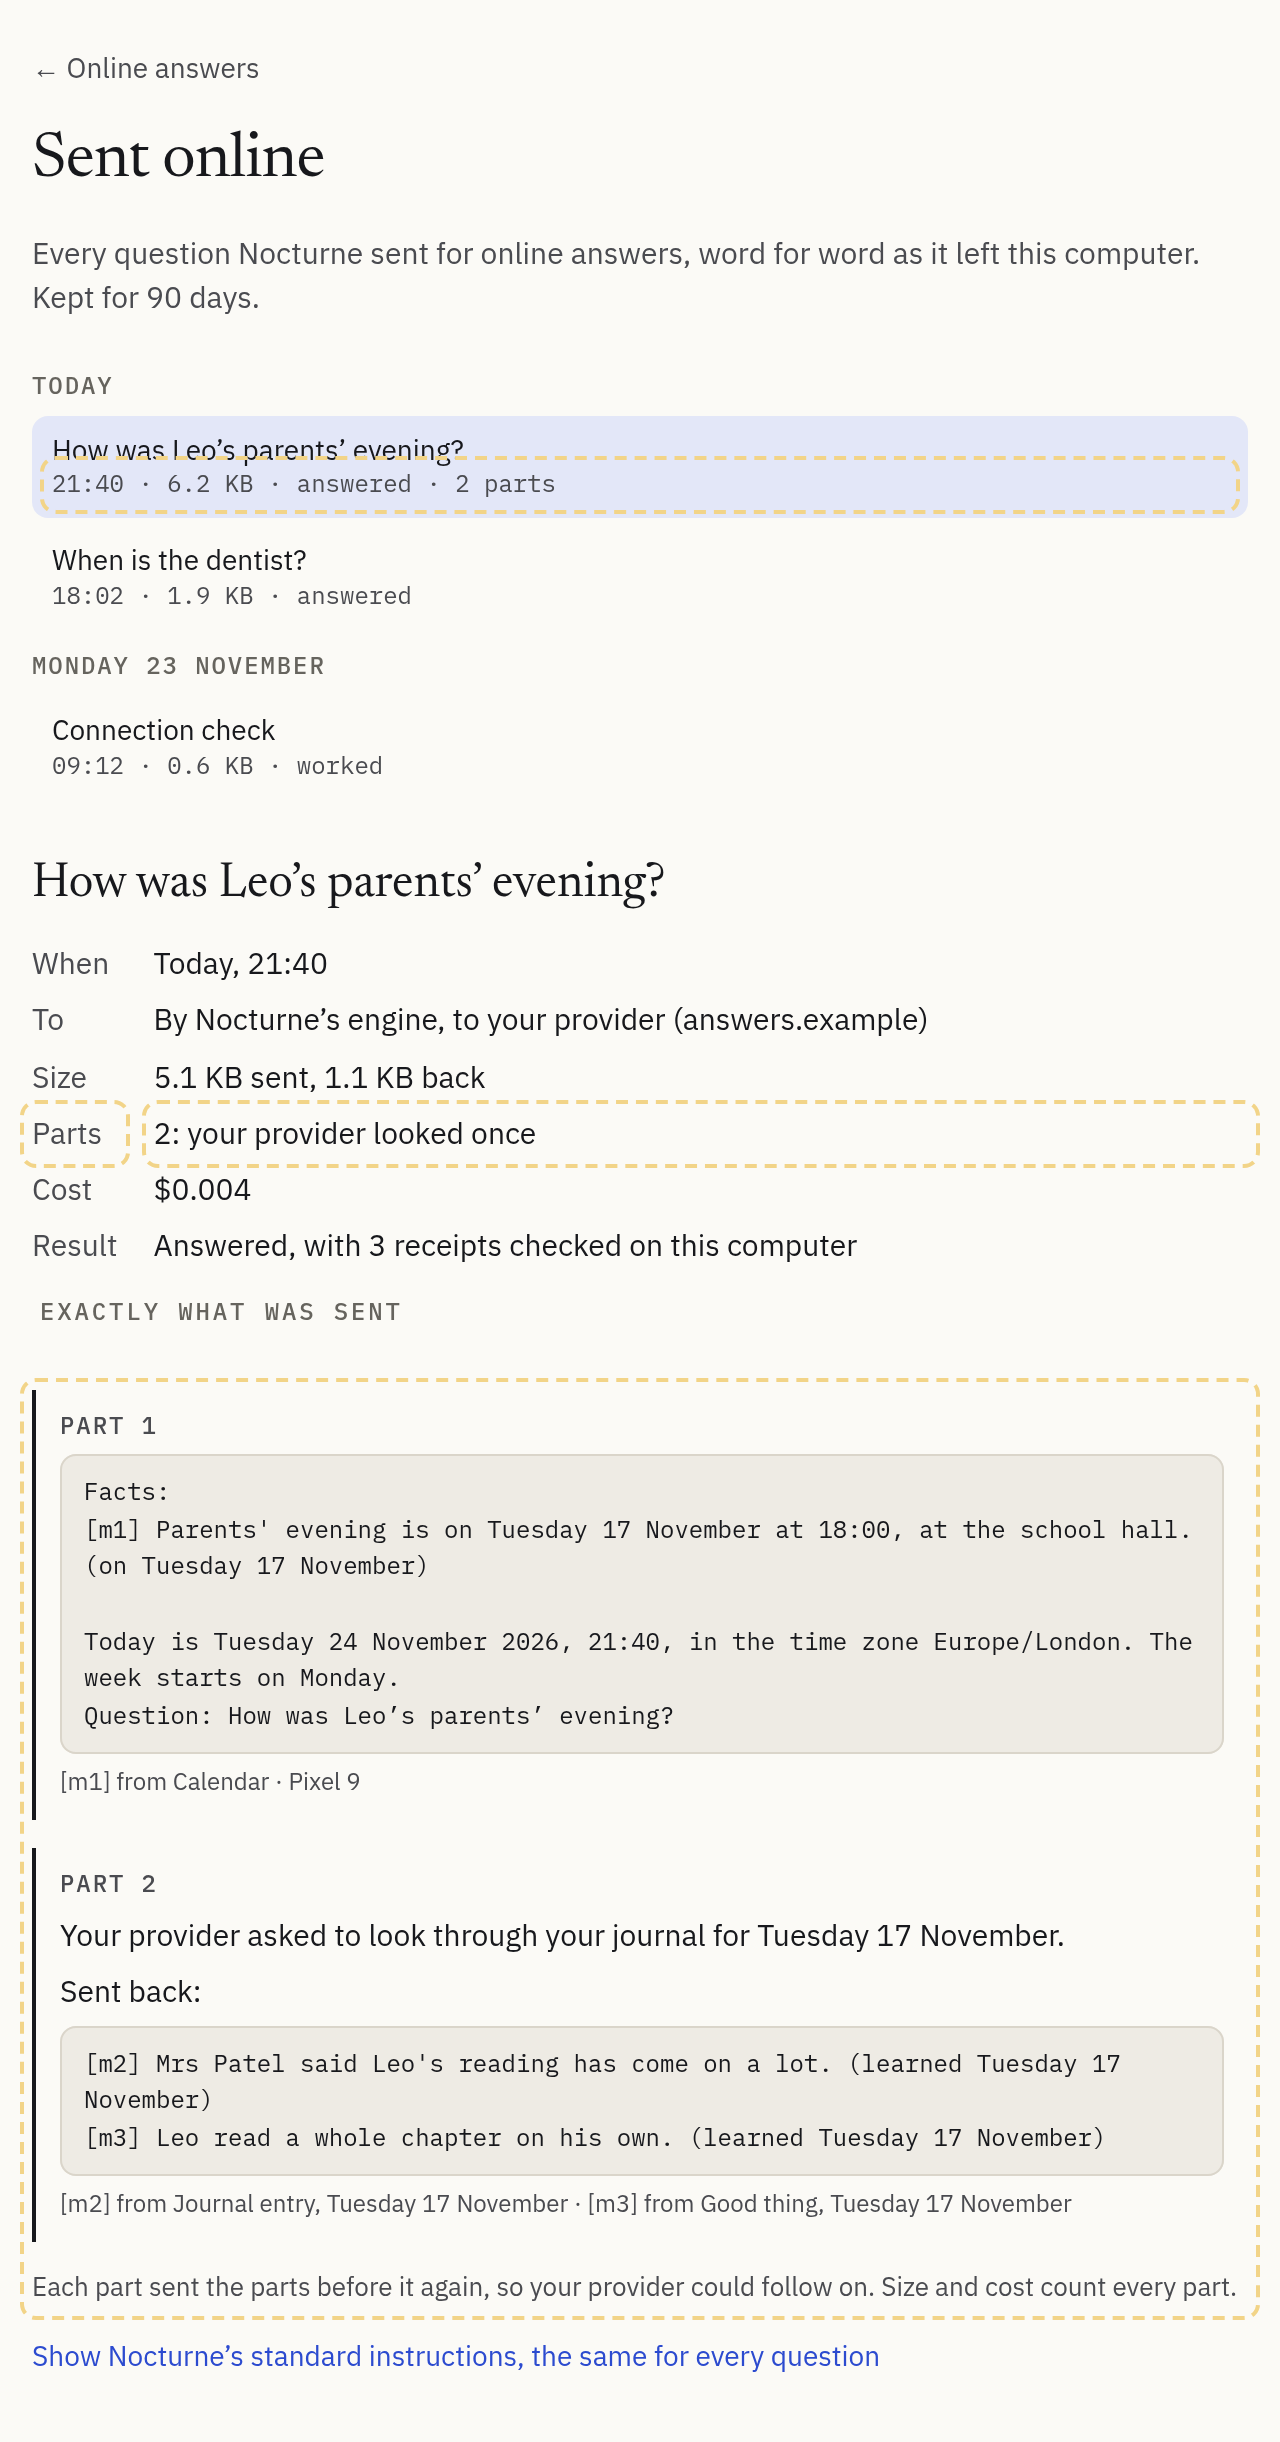 ← Online answers
Sent online
Every question Nocturne sent for online answers, word for word as it left this computer.
Kept for 90 days.
TODAY
How was Leo’s parents’ evening?
21:40 · 6.2 KB · answered · 2 parts
When is the dentist?
18:02 · 1.9 KB · answered
MONDAY 23 NOVEMBER
Connection check
09:12 · 0.6 KB · worked
How was Leo’s parents’ evening?
When Today, 21:40
To By Nocturne’s engine, to your provider (answers.example)
Size 5.1 KB sent, 1.1 KB back
Parts 2: your provider looked once
Cost $0.004
Result Answered, with 3 receipts checked on this computer
EXACTLY WHAT WAS SENT
PART 1
Facts:
[m1] Parents' evening is on Tuesday 17 November at 18:00, at the school hall.
(on Tuesday 17 November)
Today is Tuesday 24 November 2026, 21:40, in the time zone Europe/London. The
week starts on Monday.
Question: How was Leo’s parents’ evening?
[m1] from Calendar · Pixel 9
PART 2
Your provider asked to look through your journal for Tuesday 17 November.
Sent back:
[m2] Mrs Patel said Leo's reading has come on a lot. (learned Tuesday 17
November)
[m3] Leo read a whole chapter on his own. (learned Tuesday 17 November)
[m2] from Journal entry, Tuesday 17 November · [m3] from Good thing, Tuesday 17 November
Each part sent the parts before it again, so your provider could follow on. Size and cost count every part.
Show Nocturne’s standard instructions, the same for every question